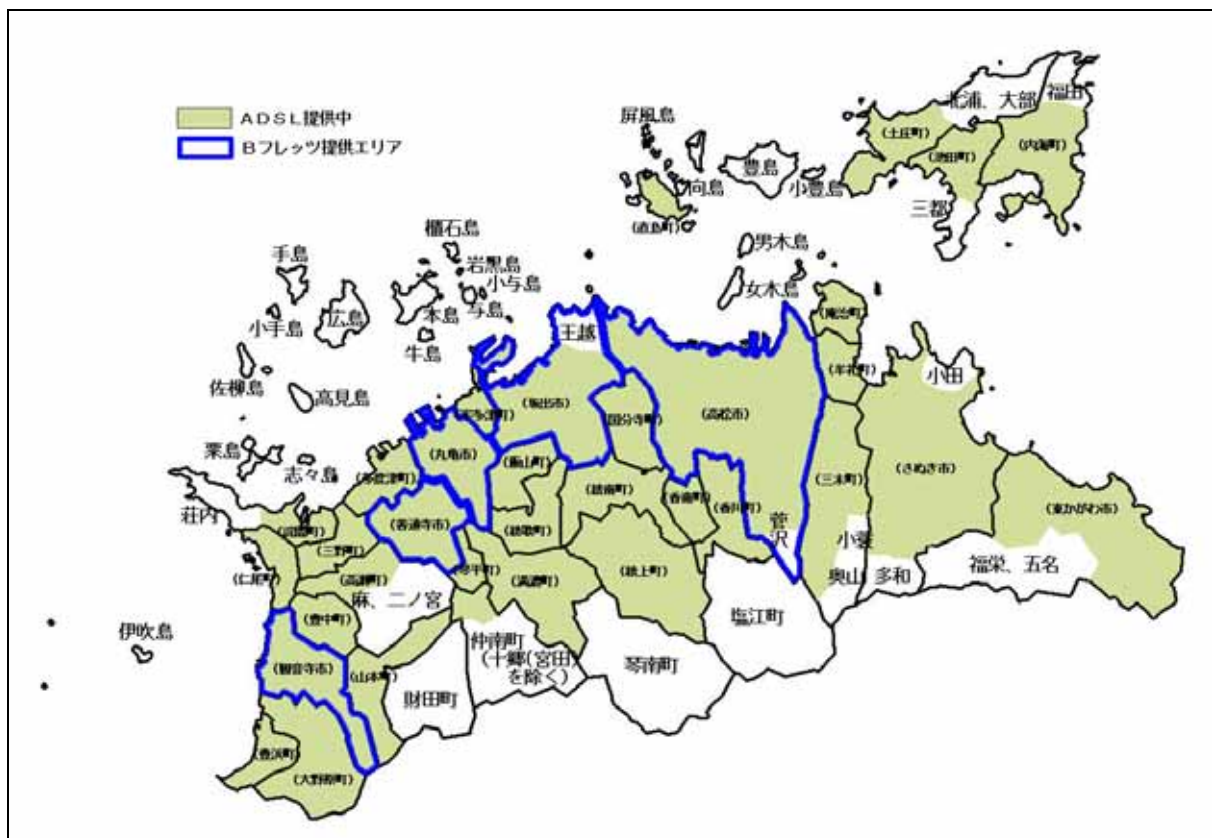 ADSL提供中
Bフレッツ提供エリア
北浦、大部
福田
(土庄町)
(池田町)
(内海町)
三都
屏風島
向島
豊島
小豊島
(直島町)
男木島
女木島
櫃石島
岩黒島
小与島
与島
本島
牛島
手島
小手島
広島
佐柳島
高見島
粟島
志々島
荘内
伊吹島
王越
(庵治町)
(牟礼町)
小田
(宇多津町)
(坂出市)
(国分寺町)
(高松市)
(丸亀市)
(飯山町)
(多度津町)
(善通寺市)
(綾南町)
(香南町)
(香川町)
(三木町)
(さぬき市)
(東かがわ市)
菅沢
小蓑
奥山
多和
福栄、五名
(詫間町)
(三野町)
(仁尾町)
(高瀬町)
麻、二ノ宮
(琴平町)
(綾歌町)
(満濃町)
(綾上町)
塩江町
(豊中町)
(観音寺市)
(山本町)
財田町
仲南町
(十郷(宮田)
を除く)
琴南町
(豊浜町)
(大野原町)